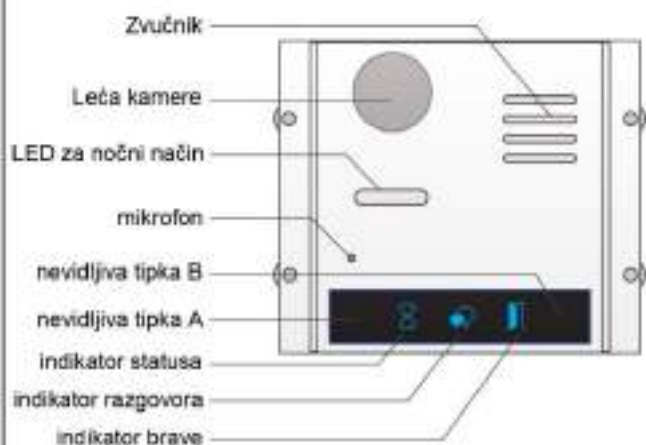 Zvučnik
Leća kamere
LED za noćni način
mikrofon
nevidljiva tipka B
nevidljiva tipka A
indikator statusa
indikator razgovora
indikator brave